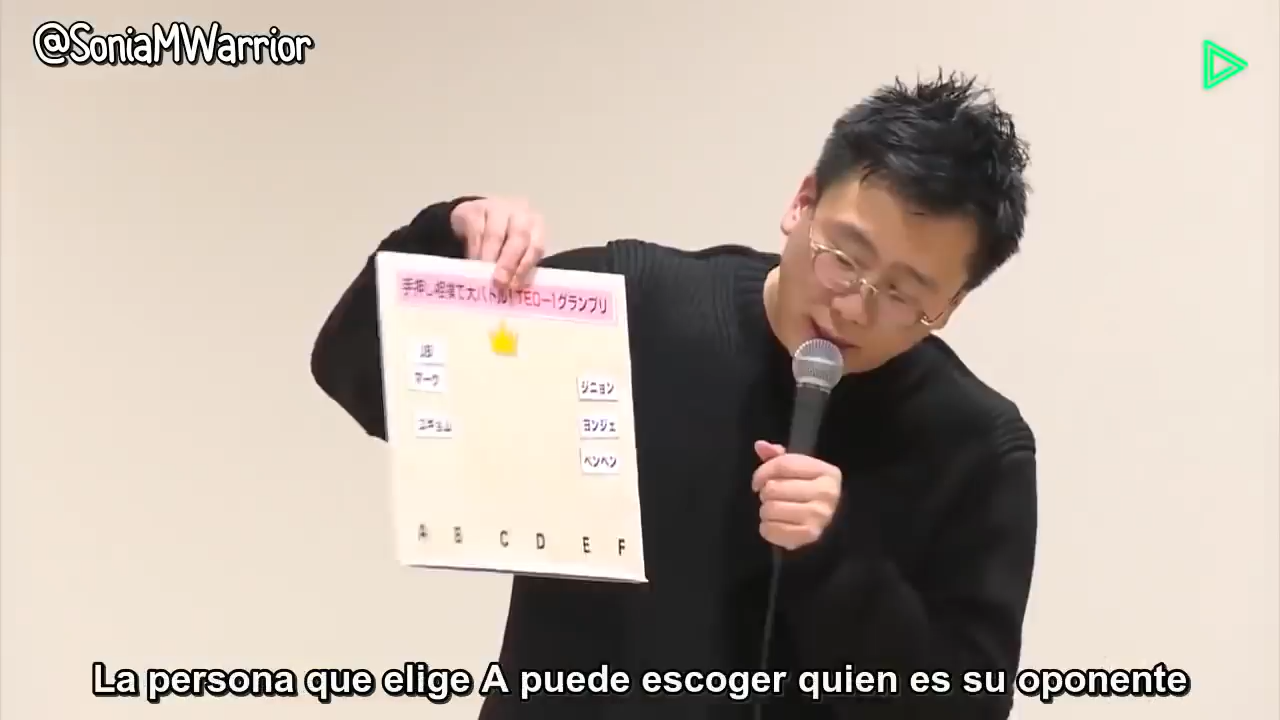 @SoniaMWarrior
手押し相撲で大バトル!TEO-1グランプリ
JB
マーク
ジニョン
ヨンジェ
ベンベン
A B C D E F
La persona que elige A puede escoger quien es su oponente